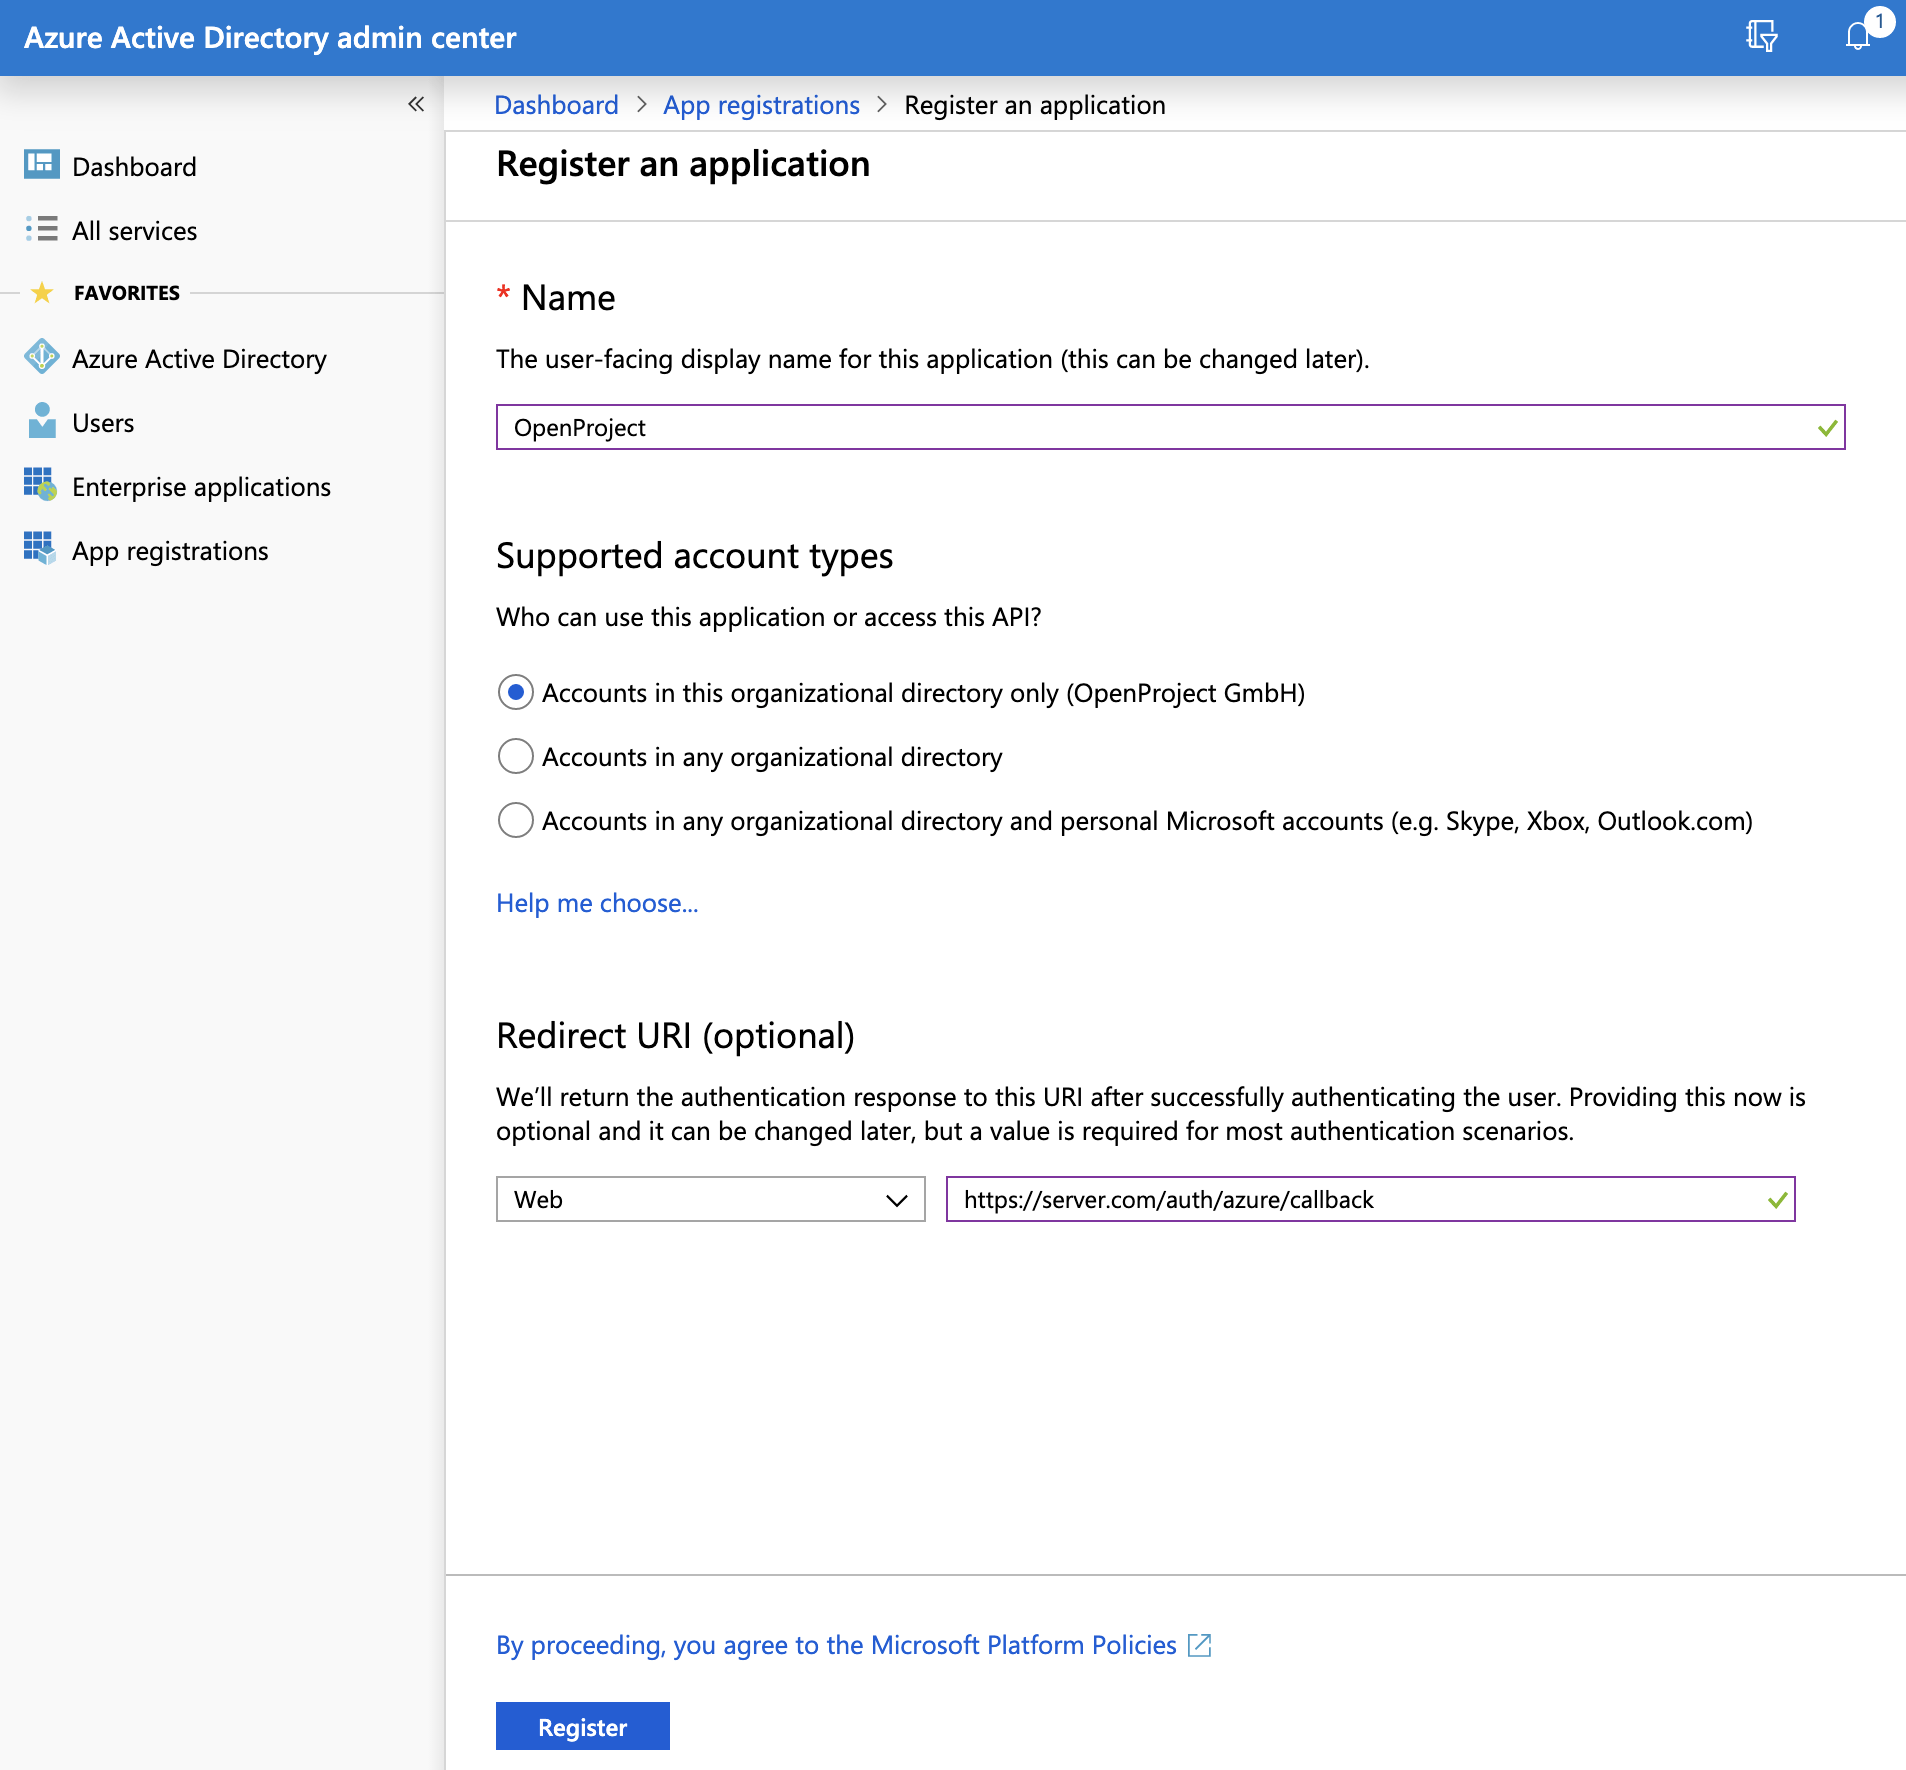 Azure Active Directory admin center
1
«
Dashboard > App registrations > Register an application
Dashboard
All services
FAVORITES
Azure Active Directory
Users
Enterprise applications
App registrations
Register an application
* Name
The user-facing display name for this application (this can be changed later).
OpenProject
Supported account types
Who can use this application or access this API?
Accounts in this organizational directory only (OpenProject GmbH)
Accounts in any organizational directory
Accounts in any organizational directory and personal Microsoft accounts (e.g. Skype, Xbox, Outlook.com)
Help me choose...
Redirect URI (optional)
We’ll return the authentication response to this URI after successfully authenticating the user. Providing this now is
optional and it can be changed later, but a value is required for most authentication scenarios.
Web
https://server.com/auth/azure/callback
By proceeding, you agree to the Microsoft Platform Policies
Register